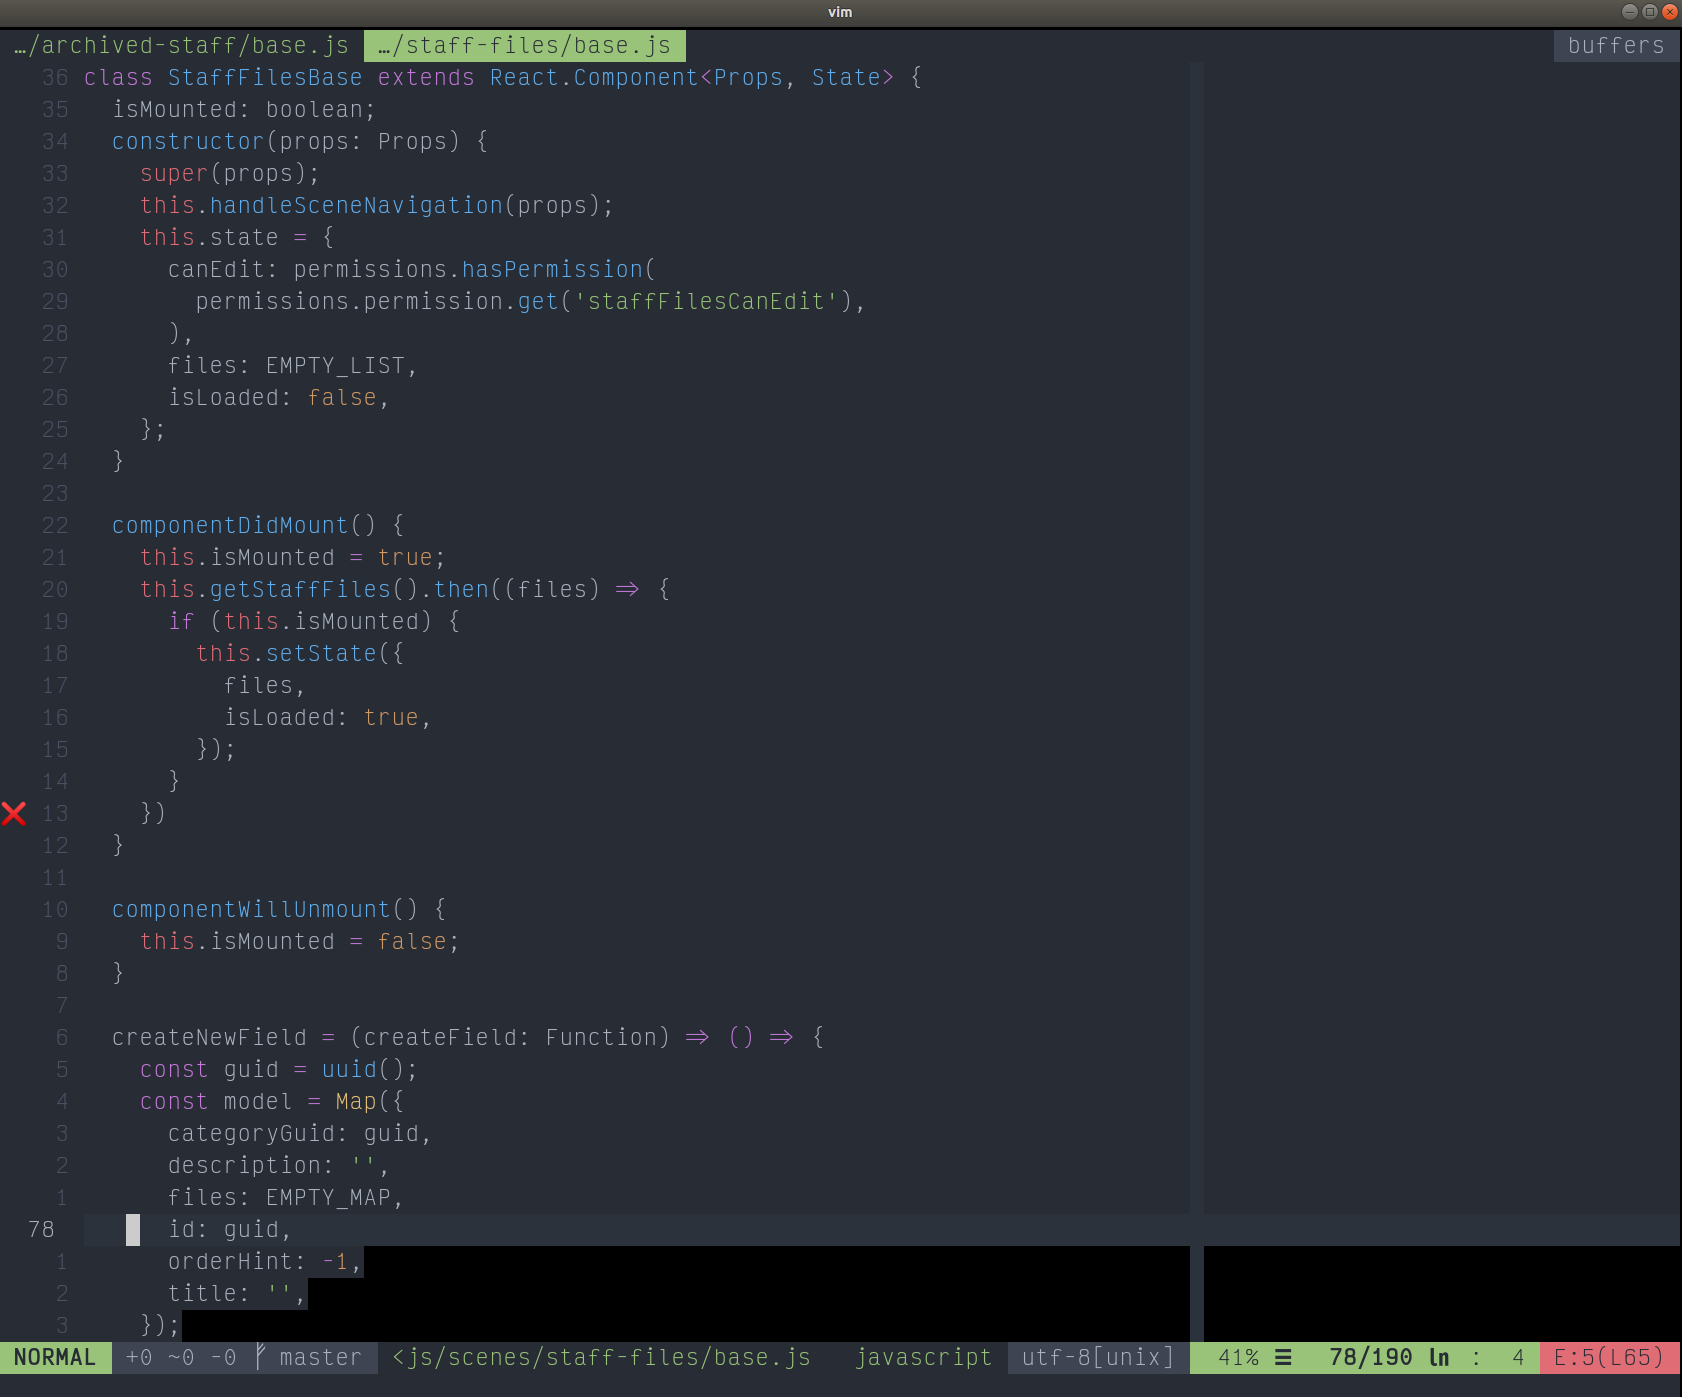 vim
…/archived-staff/base.js …/staff-files/base.js buffers
36 class StaffFilesBase extends React.Component<Props, State> {
35 isMounted: boolean;
34 constructor(props: Props) {
33 super(props);
32 this.handleSceneNavigation(props);
31 this.state = {
30 canEdit: permissions.hasPermission(
29 permissions.permission.get('staffFilesCanEdit'),
28 ),
27 files: EMPTY_LIST,
26 isLoaded: false,
25 };
24 }
23
22 componentDidMount() {
21 this.isMounted = true;
20 this.getStaffFiles().then((files) => {
19 if (this.isMounted) {
18 this.setState({
17 files,
16 isLoaded: true,
15 });
14 }
❌ 13 })
12 }
11
10 componentWillUnmount() {
9 this.isMounted = false;
8 }
7
6 createNewField = (createField: Function) => () => {
5 const guid = uuid();
4 const model = Map({
3 categoryGuid: guid,
2 description: '',
1 files: EMPTY_MAP,
78 id: guid,
1 orderHint: -1,
2 title: '',
3 });
NORMAL +0 ~0 -0 master <js/scenes/staff-files/base.js javascript utf-8[unix] 41% ☰ 78/190 ln : 4 E:5(L65)